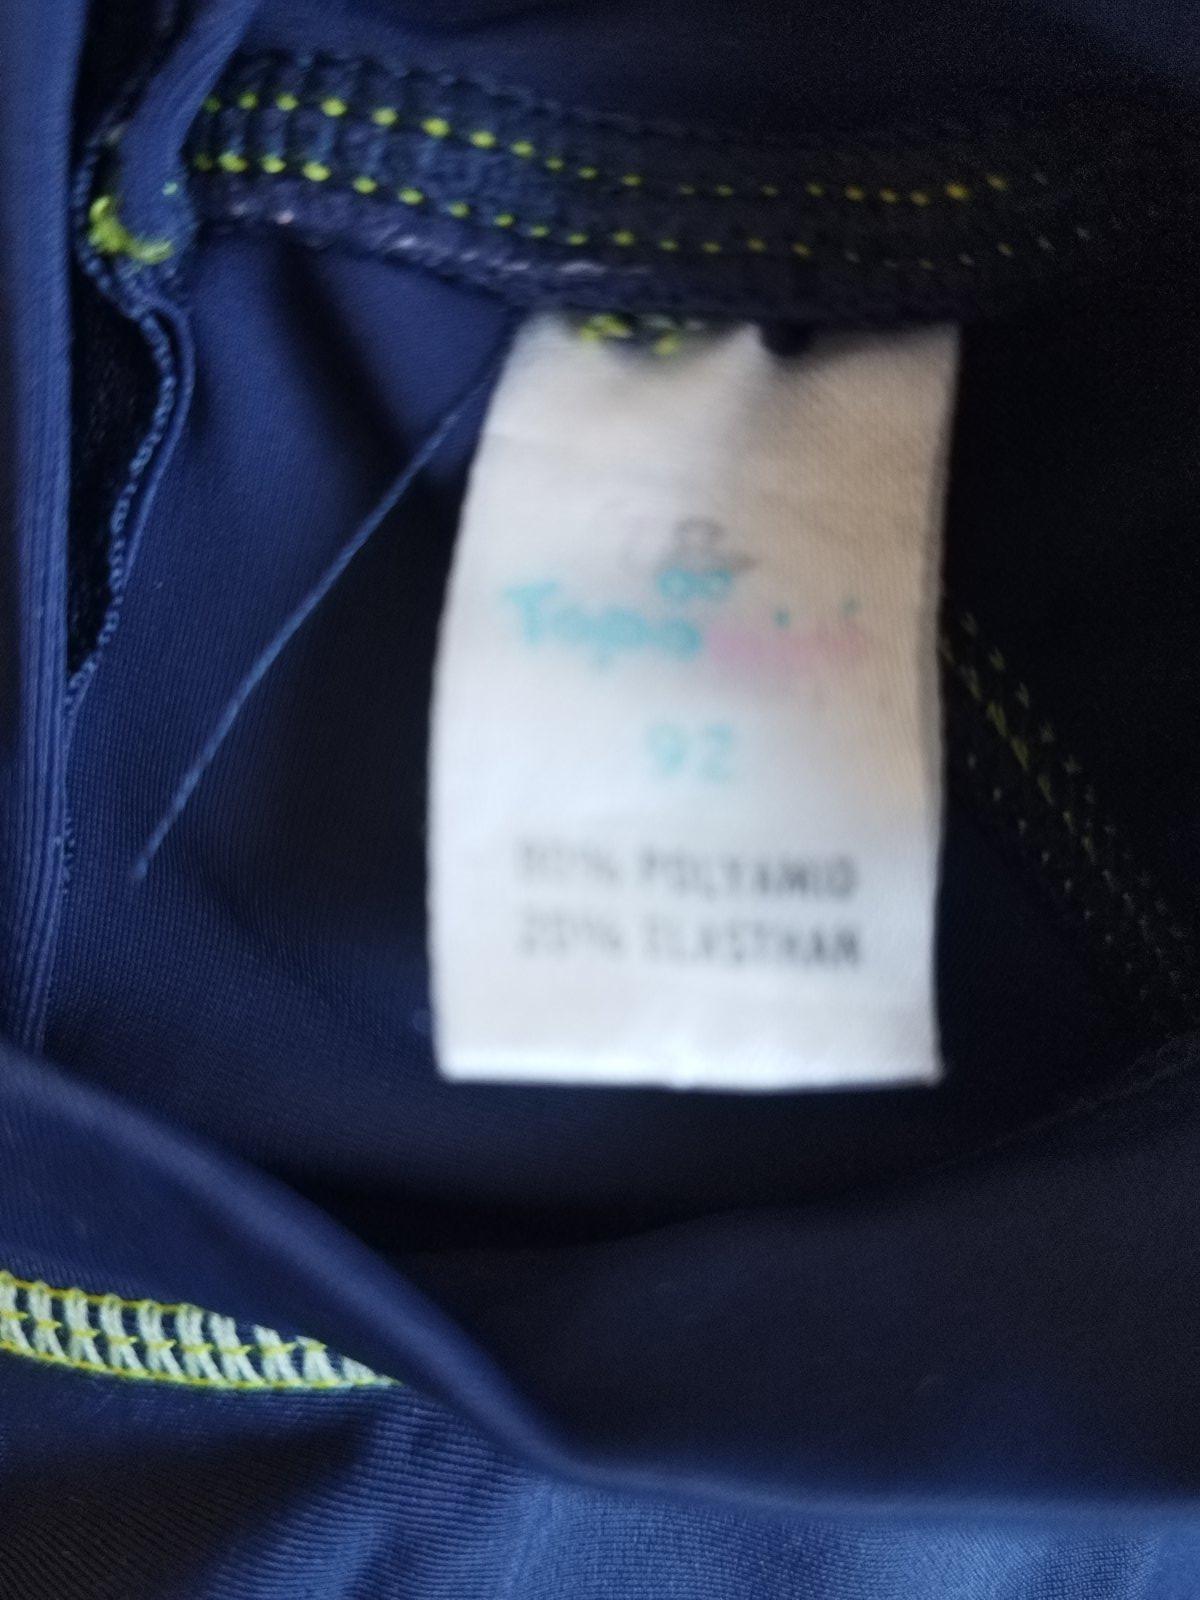 Topo
92
80% POLYAMID
20% ELASTHAN